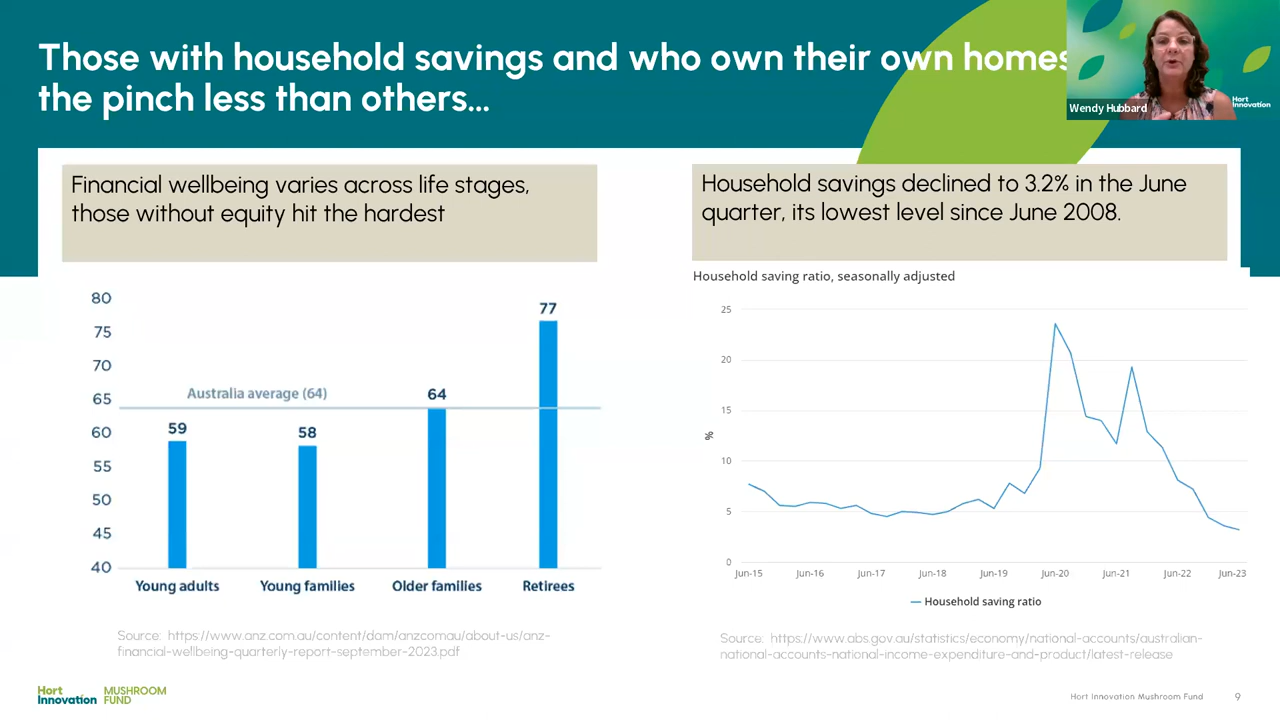 Those with household savings and who own their own homes
the pinch less than others...
Wendy Hubbard
Hort
Innovation
Financial wellbeing varies across life stages,
those without equity hit the hardest
80
75
70
65
60
55
50
45
40
Australia average (64)
59
58
64
77
Young adults
Young families
Older families
Retirees
Source: https://www.anz.com.au/content/dam/anzcomau/about-us/anz-
financial-wellbeing-quarterly-report-september-2023.pdf
Household savings declined to 3.2% in the June
quarter, its lowest level since June 2008.
Household saving ratio, seasonally adjusted
25
20
15
10
5
0
%
Jun-15
Jun-16
Jun-17
Jun-18
Jun-19
Jun-20
Jun-21
Jun-22
Jun-23
Household saving ratio
Source: https://www.abs.gov.au/statistics/economy/national-accounts/australian-
national-accounts-national-income-expenditure-and-product/latest-release
Hort
Innovation
MUSHROOM
FUND
Hort Innovation Mushroom Fund
9